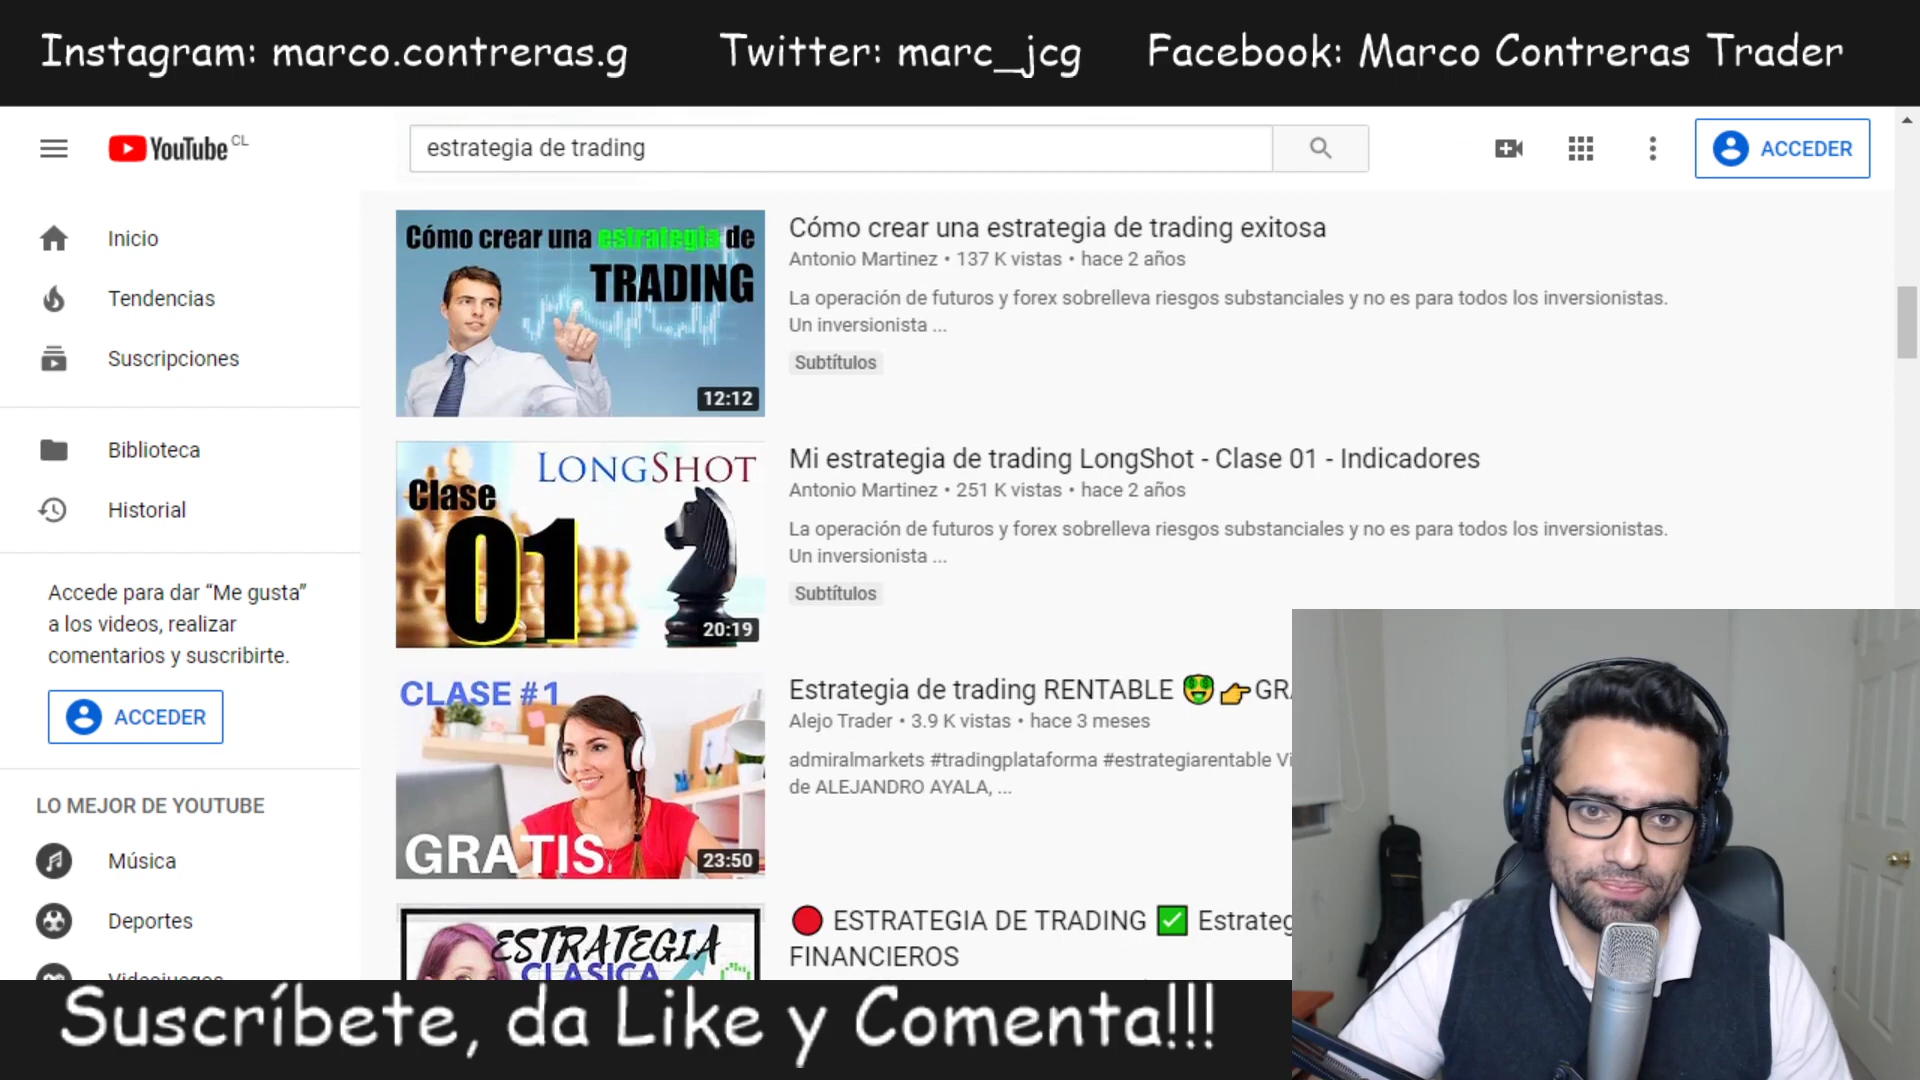 Instagram: marco.contreras.g Twitter: marc_jcg Facebook: Marco Contreras Trader
YouTube CL
estrategia de trading
ACCEDER
Inicio
Tendencias
Suscripciones
Biblioteca
Historial
Accede para dar “Me gusta”
a los videos, realizar
comentarios y suscribirte.
ACCEDER
LO MEJOR DE YOUTUBE
Música
Deportes
Videojuegos
Cómo crear una estrategia de
TRADING
12:12
Cómo crear una estrategia de trading exitosa
Antonio Martinez • 137 K vistas • hace 2 años
La operación de futuros y forex sobrelleva riesgos substanciales y no es para todos los inversionistas.
Un inversionista ...
Subtítulos
LONGSHOT
Clase
01
20:19
Mi estrategia de trading LongShot - Clase 01 - Indicadores
Antonio Martinez • 251 K vistas • hace 2 años
La operación de futuros y forex sobrelleva riesgos substanciales y no es para todos los inversionistas.
Un inversionista ...
Subtítulos
CLASE #1
GRATIS
23:50
Estrategia de trading RENTABLE 🤑👉GRA
Alejo Trader • 3.9 K vistas • hace 3 meses
admiralmarkets #tradingplataforma #estrategiarentable Vi
de ALEJANDRO AYALA, ...
ESTRATEGIA
CLASICA
🔴 ESTRATEGIA DE TRADING ✅ Estrateg
FINANCIEROS
Suscríbete, da Like y Comenta!!!